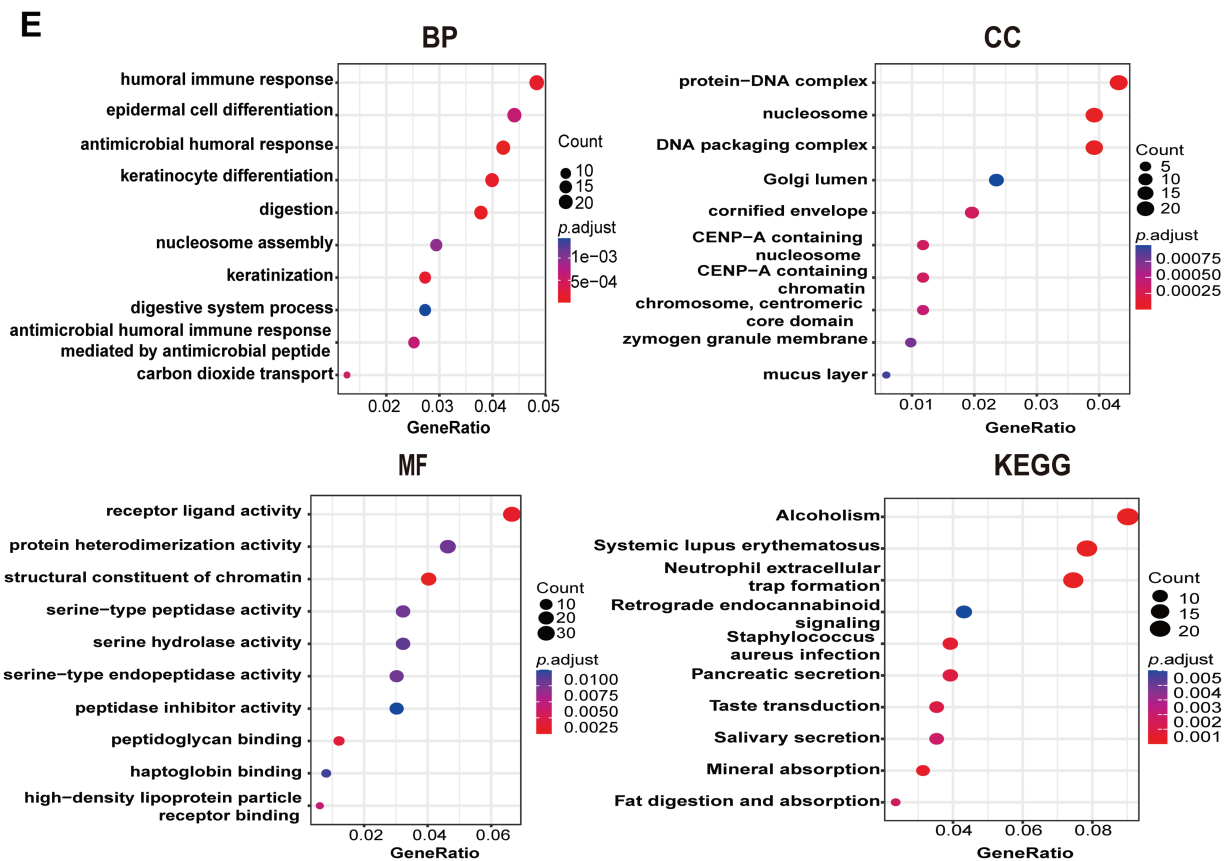 E
BP
humoral immune response
epidermal cell differentiation
antimicrobial humoral response
keratinocyte differentiation
digestion
nucleosome assembly
keratinization
digestive system process
antimicrobial humoral immune response
mediated by antimicrobial peptide
carbon dioxide transport
0.02 0.03 0.04 0.05
GeneRatio
Count
10
15
20
p.adjust
1e−03
5e−04
CC
protein−DNA complex
nucleosome
DNA packaging complex
Golgi lumen
cornified envelope
CENP−A containing
nucleosome
CENP−A containing
chromatin
chromosome, centromeric
core domain
zymogen granule membrane
mucus layer
0.01 0.02 0.03 0.04
GeneRatio
Count
5
10
15
20
p.adjust
0.00075
0.00050
0.00025
MF
receptor ligand activity
protein heterodimerization activity
structural constituent of chromatin
serine−type peptidase activity
serine hydrolase activity
serine−type endopeptidase activity
peptidase inhibitor activity
peptidoglycan binding
haptoglobin binding
high−density lipoprotein particle
receptor binding
0.02 0.04 0.06
GeneRatio
Count
10
20
30
p.adjust
0.0100
0.0075
0.0050
0.0025
KEGG
Alcoholism
Systemic lupus erythematosus
Neutrophil extracellular
trap formation
Retrograde endocannabinoid
signaling
Staphylococcus
aureus infection
Pancreatic secretion
Taste transduction
Salivary secretion
Mineral absorption
Fat digestion and absorption
0.04 0.06 0.08
GeneRatio
Count
10
15
20
p.adjust
0.005
0.004
0.003
0.002
0.001